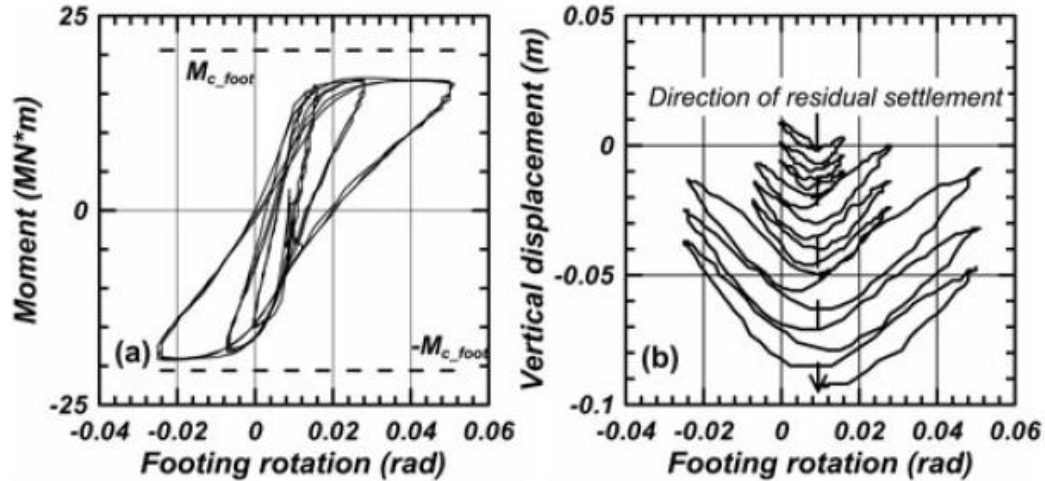 25
0
-25
Moment (MN*m)
M_c_foot
-M_c_foot
(a)
-0.04 -0.02 0 0.02 0.04 0.06
Footing rotation (rad)
0.05
0
-0.05
-0.1
Vertical displacement (m)
Direction of residual settlement
(b)
-0.04 -0.02 0 0.02 0.04 0.06
Footing rotation (rad)